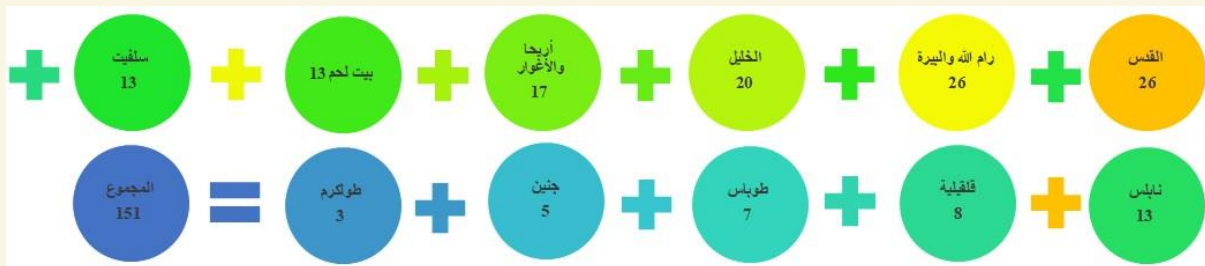 القدس
26
+
رام الله والبيرة
26
+
الخليل
20
+
أريحا
والأغوار
17
+
بيت لحم 13
+
سلفيت
13
+
نابلس
13
+
قلقيلية
8
+
طوباس
7
+
جنين
5
+
طولكرم
3
=
المجموع
151